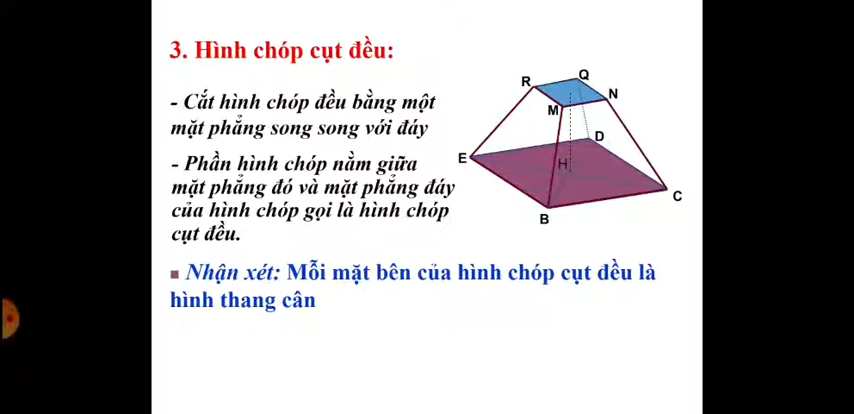 3. Hình chóp cụt đều:
- Cắt hình chóp đều bằng một
mặt phẳng song song với đáy
- Phần hình chóp nằm giữa
mặt phẳng đó và mặt phẳng đáy
của hình chóp gọi là hình chóp
cụt đều.
R
Q
M
N
E
D
H
B
C
Nhận xét: Mỗi mặt bên của hình chóp cụt đều là
hình thang cân